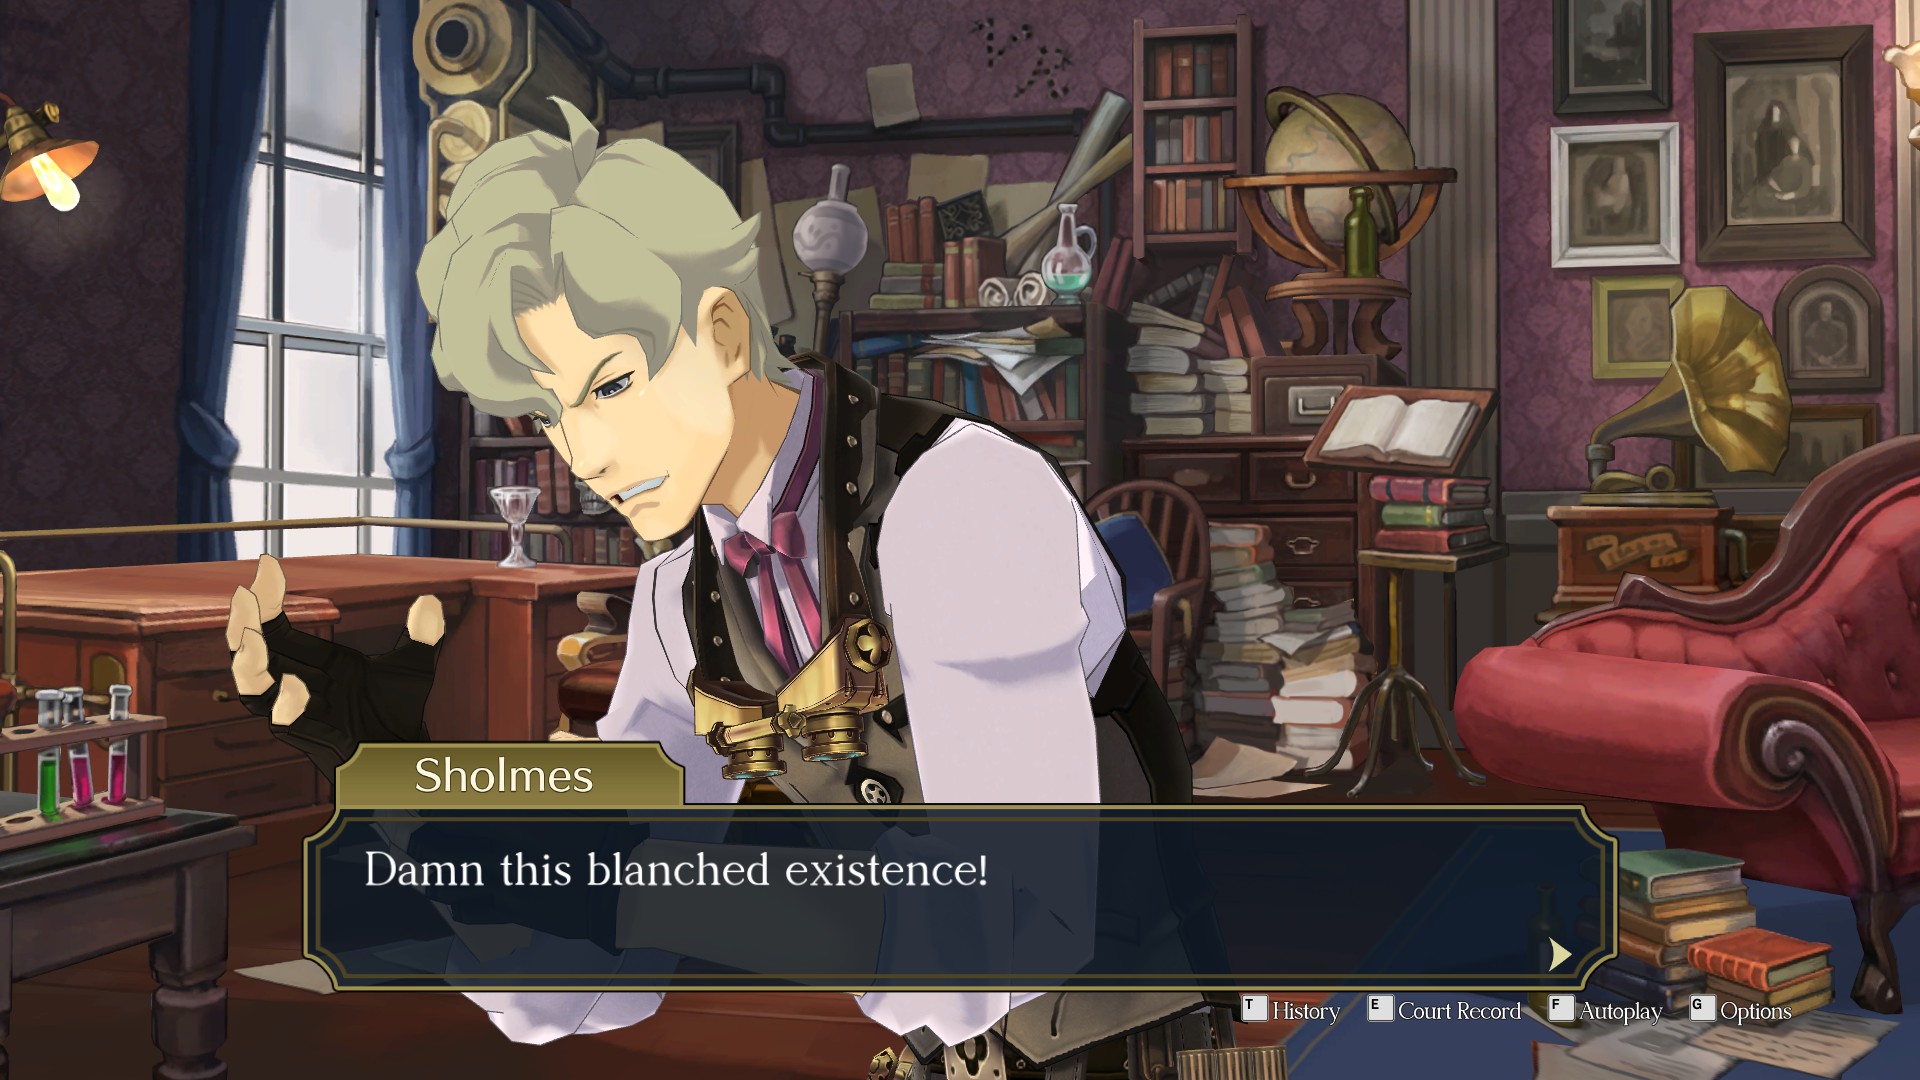 Sholmes
Damn this blanched existence!
T History E Court Record F Autoplay G Options